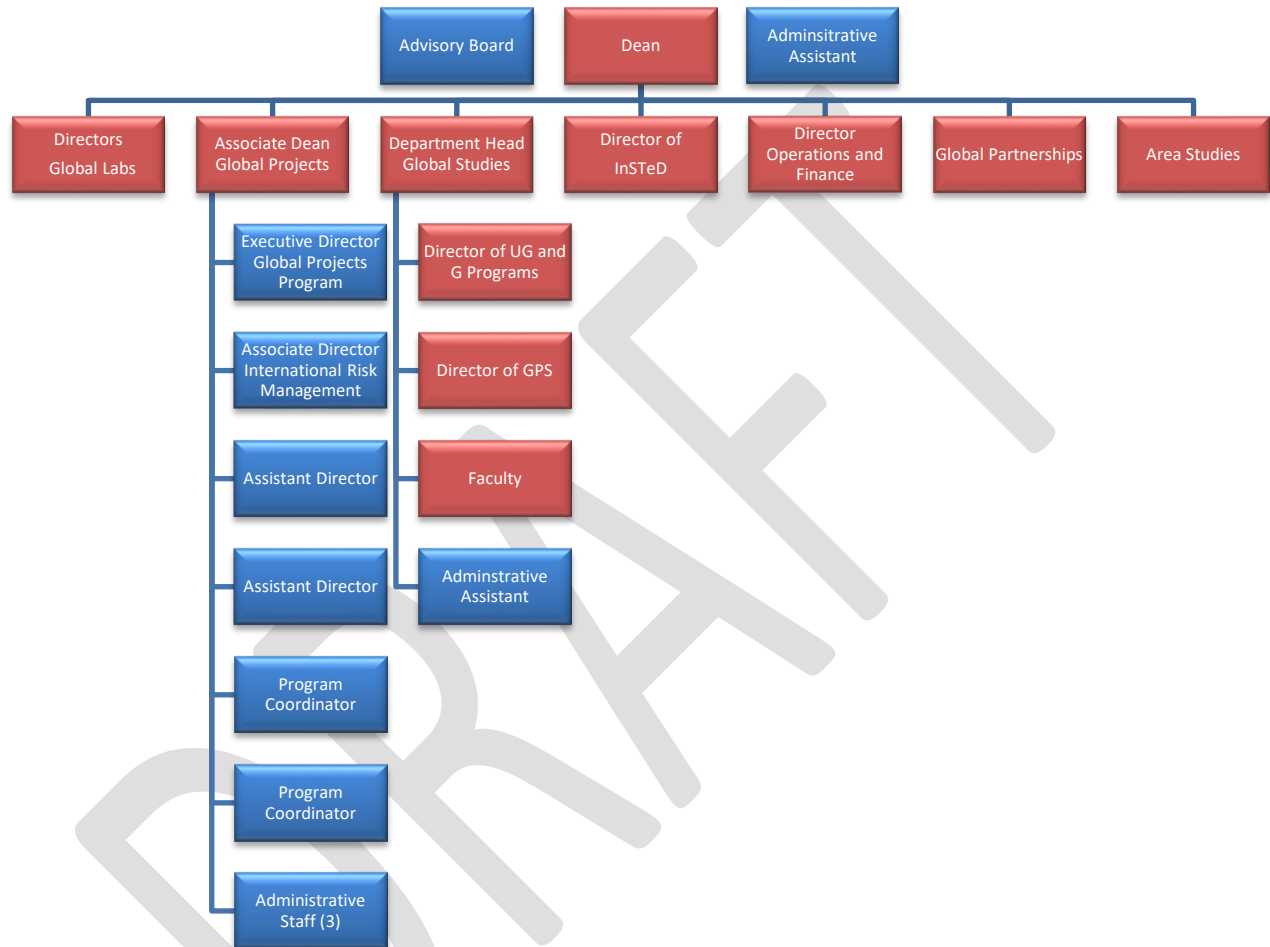 Advisory Board
Dean
Adminsitrative
Assistant
Directors
Global Labs
Associate Dean
Global Projects
Department Head
Global Studies
Director of
InSTeD
Director
Operations and
Finance
Global Partnerships
Area Studies
Executive Director
Global Projects
Program
Associate Director
International Risk
Management
Assistant Director
Assistant Director
Program
Coordinator
Program
Coordinator
Administrative
Staff (3)
Director of UG and
G Programs
Director of GPS
Faculty
Adminstrative
Assistant
DRAFT